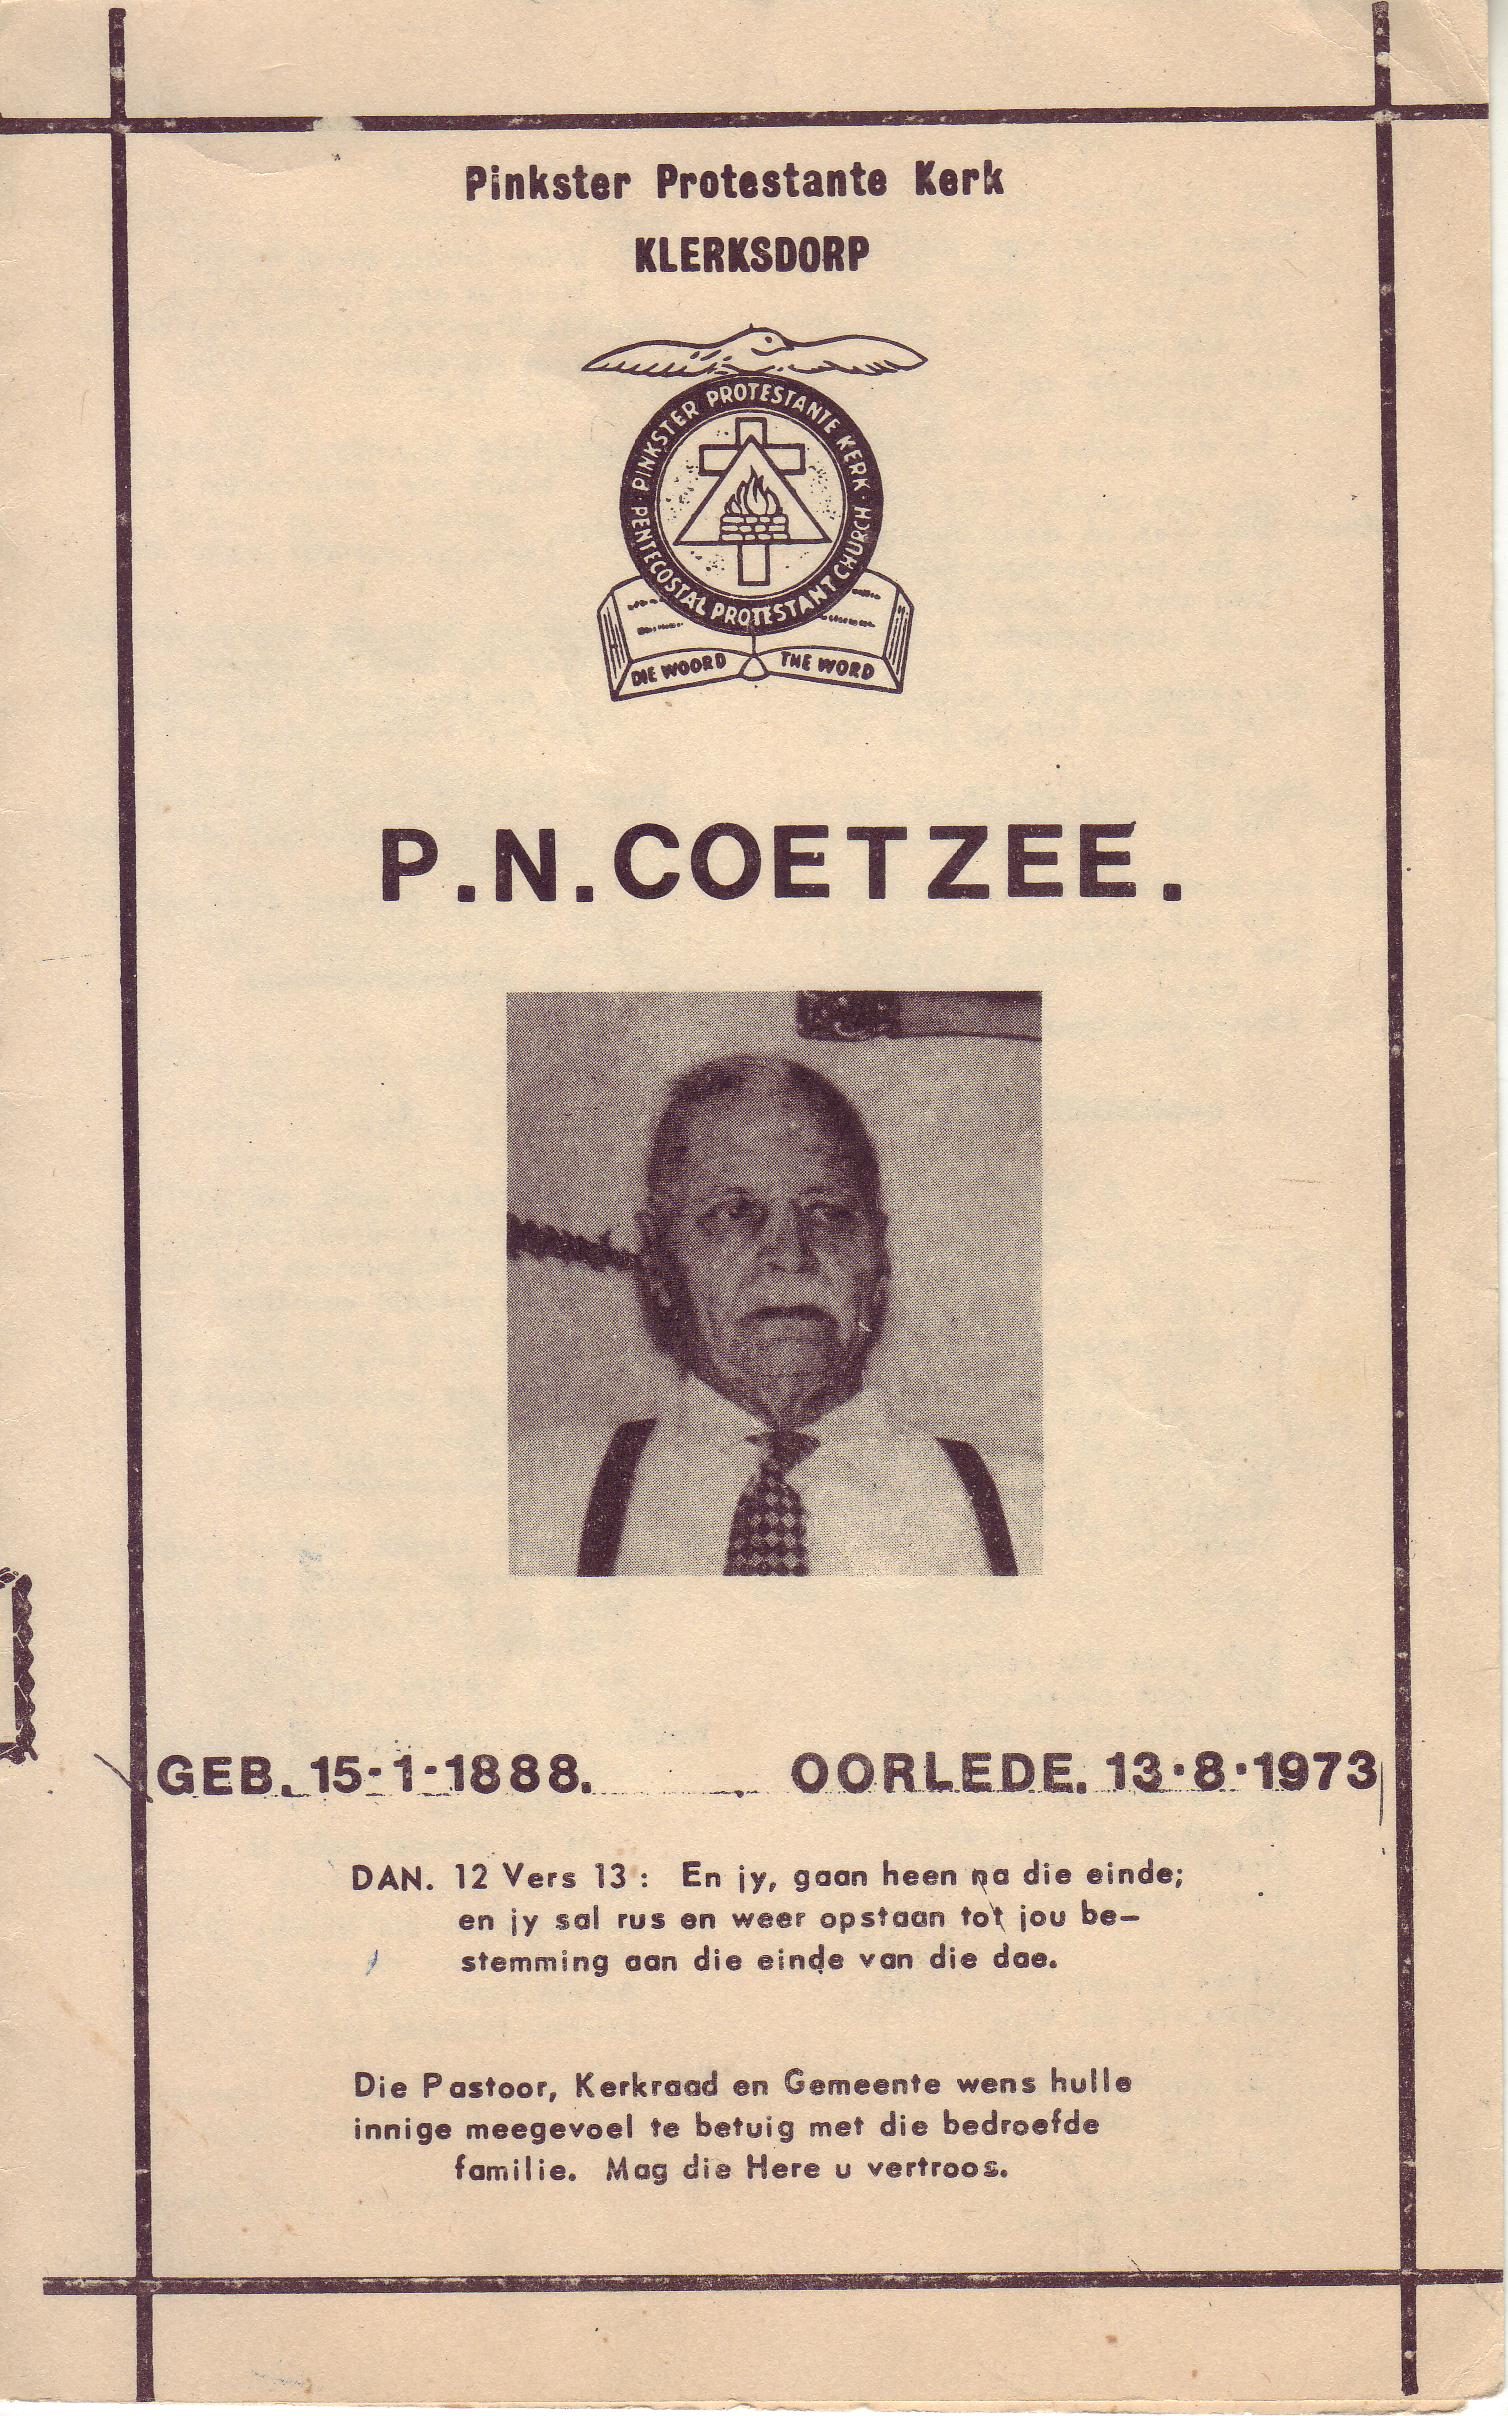 Pinkster Protestante Kerk
KLERKSDORP
PINKSTER PROTESTANTE KERK
· PENTECOSTAL PROTESTANT CHURCH ·
DIE WOORD THE WORD
P.N.COETZEE.
GEB. 15-1-1888. OORLEDE. 13·8·1973
DAN. 12 Vers 13: En jy, gaan heen na die einde;
en jy sal rus en weer opstaan tot jou be-
stemming aan die einde van die dae.
Die Pastoor, Kerkraad en Gemeente wens hulle
innige meegevoel te betuig met die bedroefde
familie. Mag die Here u vertroos.